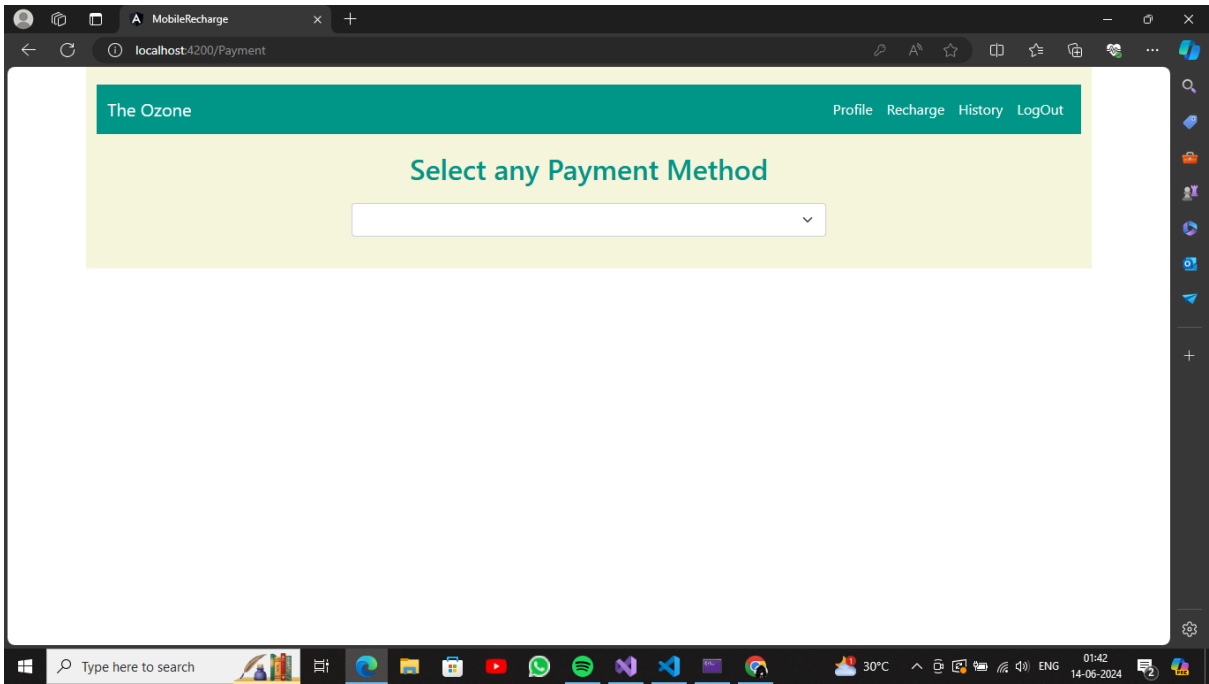 MobileRecharge
localhost:4200/Payment
The Ozone
Profile Recharge History LogOut
Select any Payment Method
Type here to search
30°C
ENG
01:42
14-06-2024
2